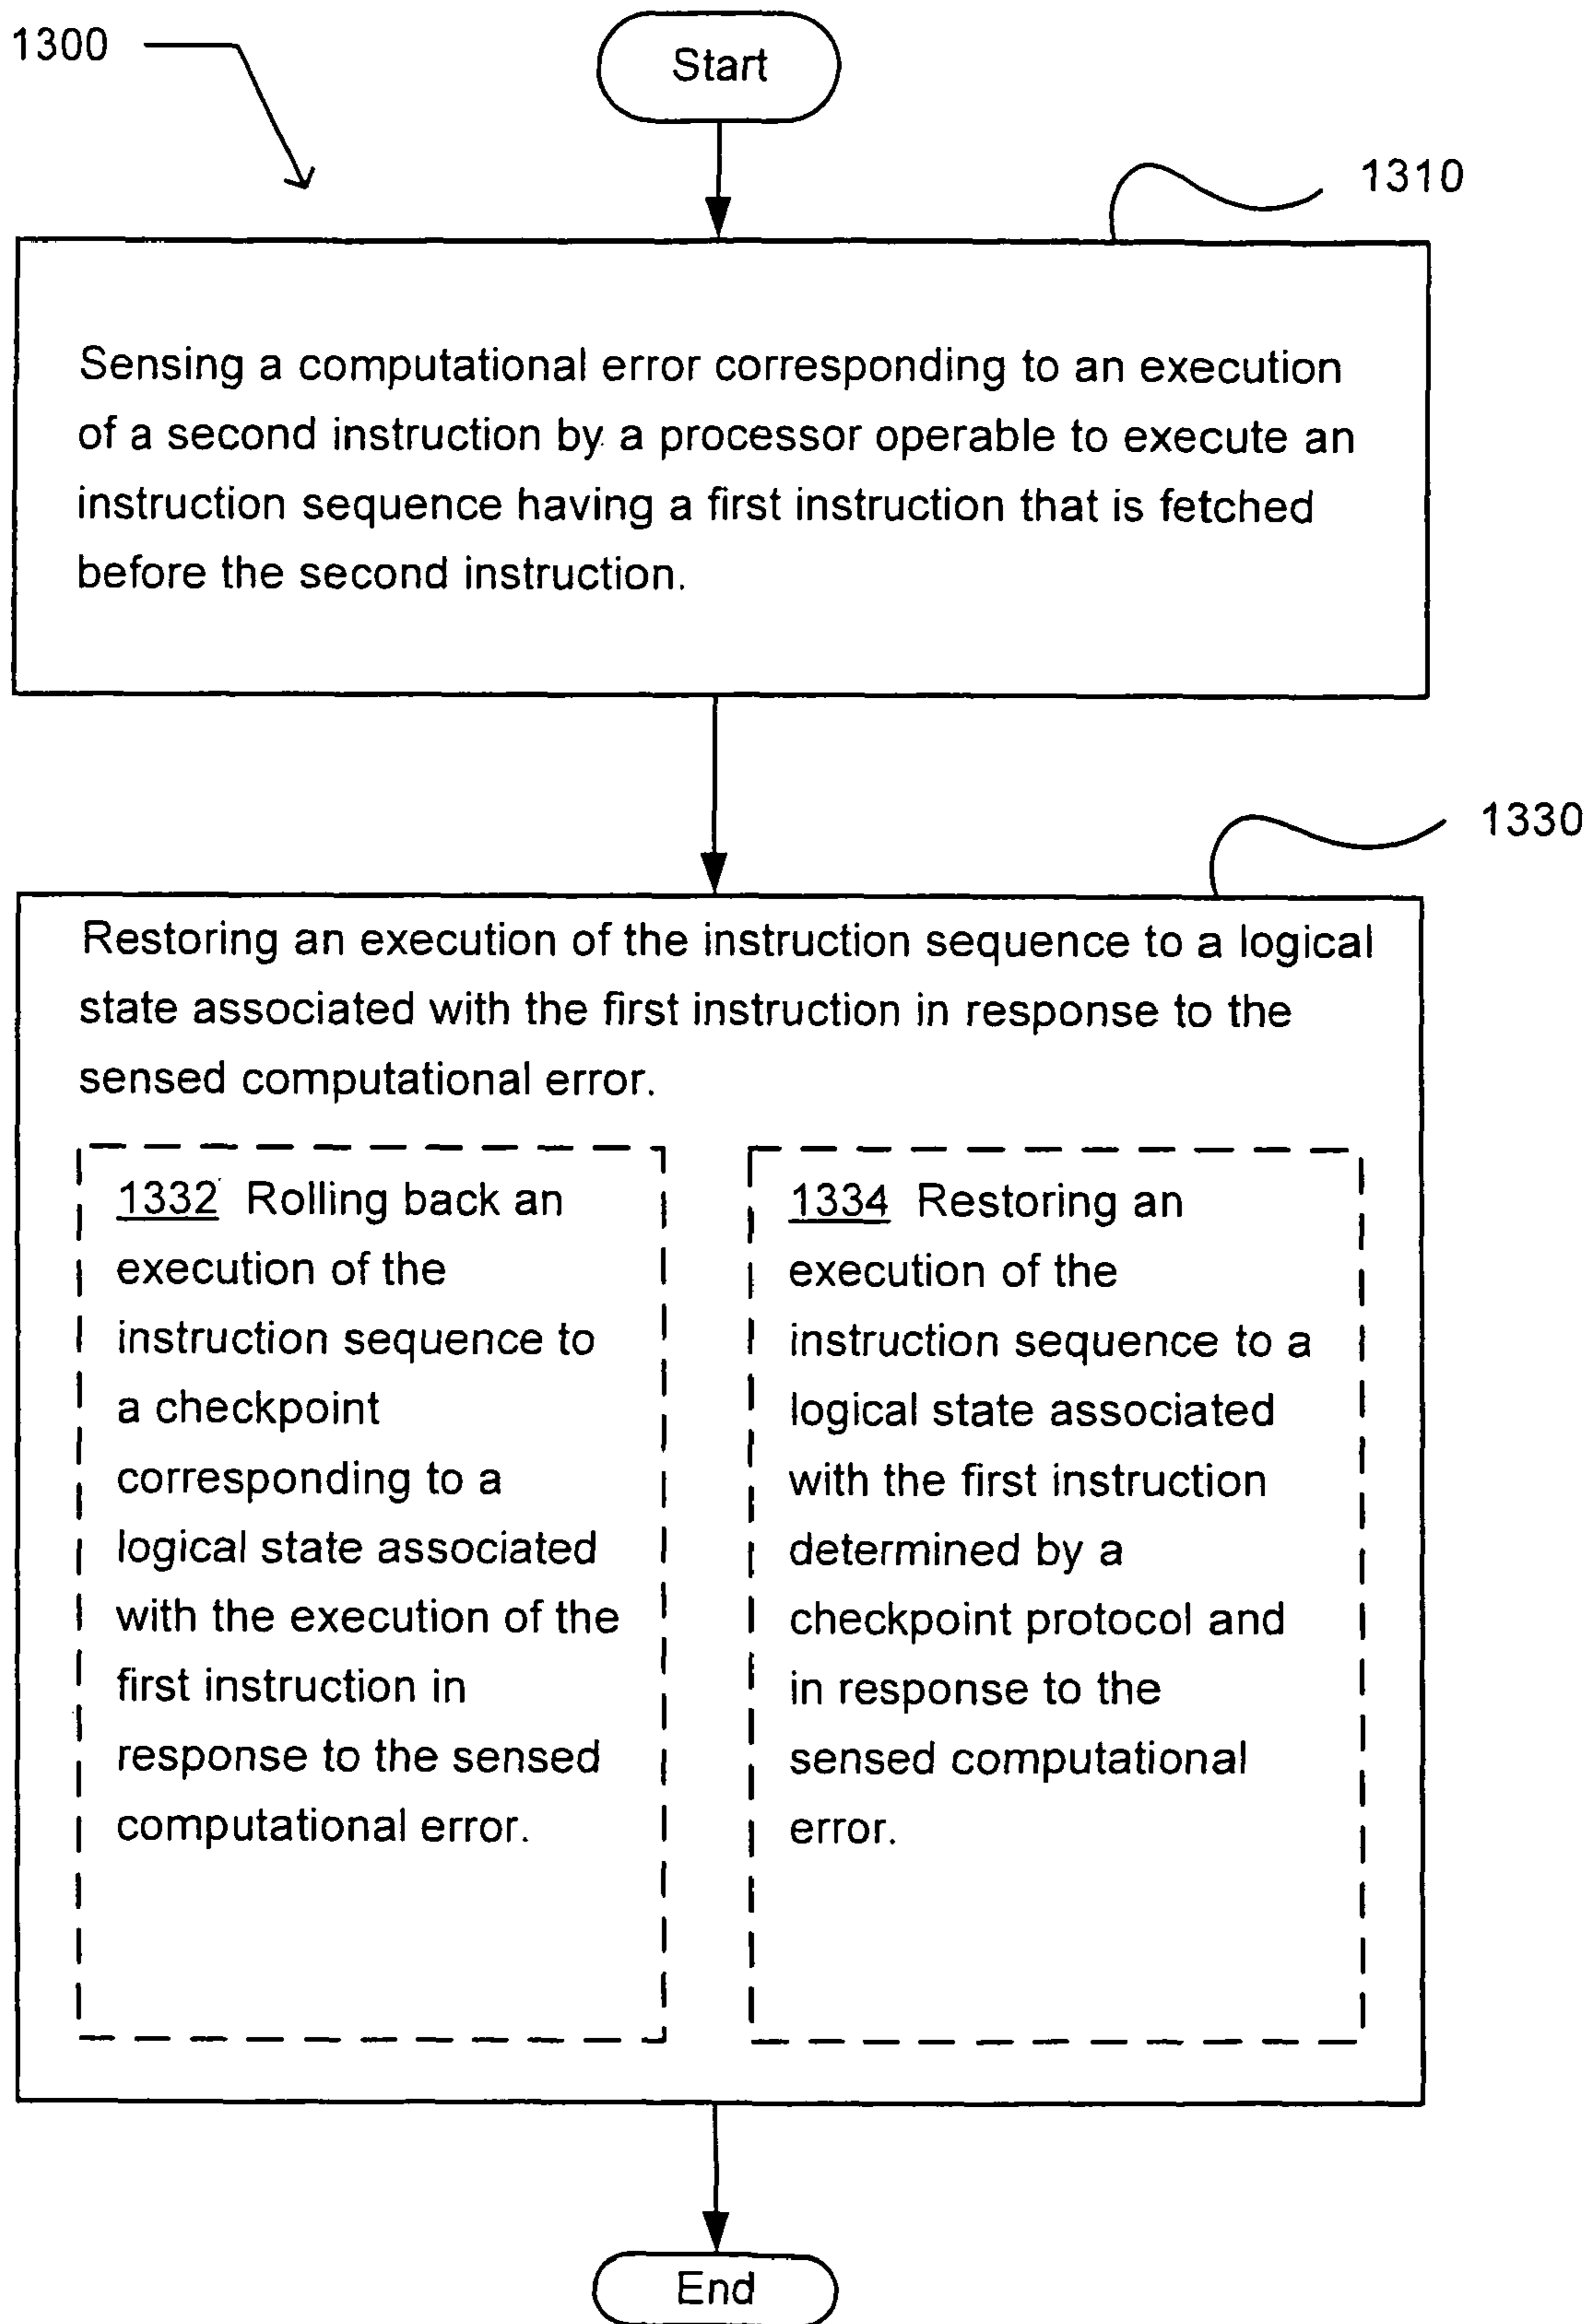 1300
Start
1310
Sensing a computational error corresponding to an execution
of a second instruction by a processor operable to execute an
instruction sequence having a first instruction that is fetched
before the second instruction.
1330
Restoring an execution of the instruction sequence to a logical
state associated with the first instruction in response to the
sensed computational error.
1332 Rolling back an
execution of the
instruction sequence to
a checkpoint
corresponding to a
logical state associated
with the execution of the
first instruction in
response to the sensed
computational error.
1334 Restoring an
execution of the
instruction sequence to a
logical state associated
with the first instruction
determined by a
checkpoint protocol and
in response to the
sensed computational
error.
End